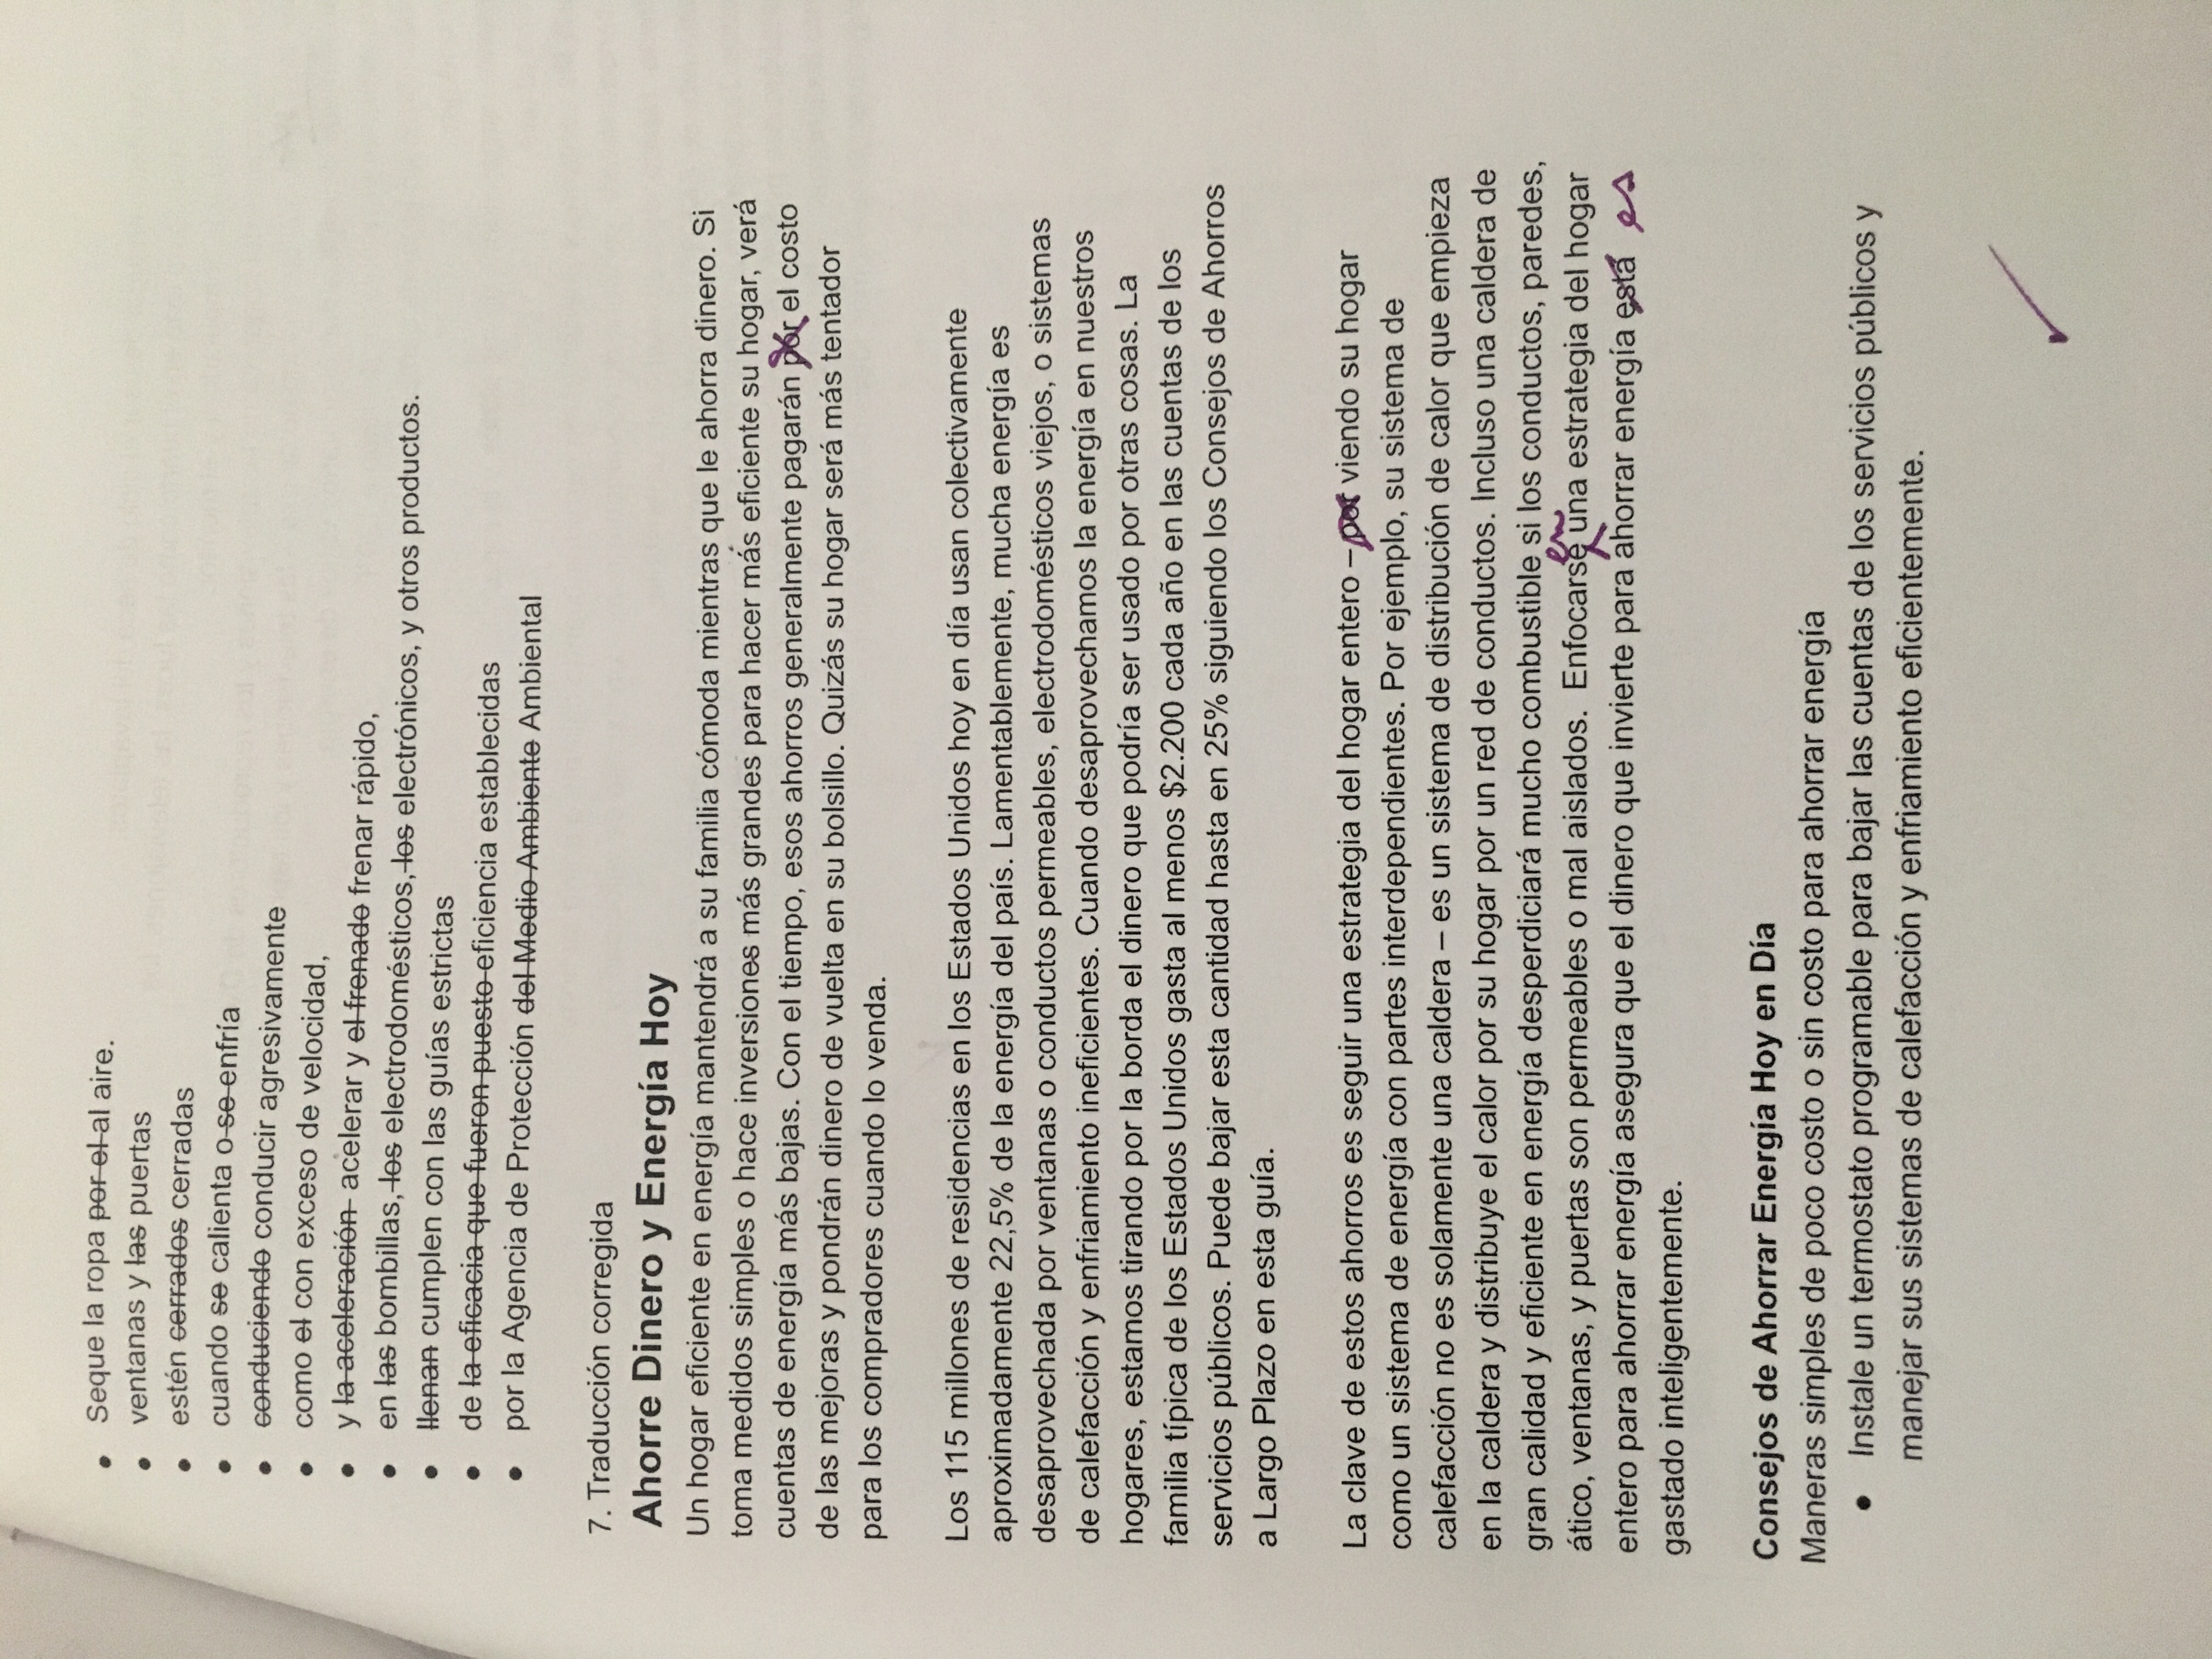 Seque la ropa por el al aire.
ventanas y las puertas
estén cerrados cerradas
cuando se calienta o se enfría
conduciendo conducir agresivamente
como el con exceso de velocidad,
y la aceleración acelerar y el frenado frenar rápido,
en las bombillas, los electrodomésticos, los electrónicos, y otros productos.
llenan cumplen con las guías estrictas
de la eficacia que fueron puesto eficiencia establecidas
por la Agencia de Protección del Medio Ambiente Ambiental
7. Traducción corregida
Ahorre Dinero y Energía Hoy
Un hogar eficiente en energía mantendrá a su familia cómoda mientras que le ahorra dinero. Si
toma medidos simples o hace inversiones más grandes para hacer más eficiente su hogar, verá
cuentas de energía más bajas. Con el tiempo, esos ahorros generalmente pagarán por el costo
de las mejoras y pondrán dinero de vuelta en su bolsillo. Quizás su hogar será más tentador
para los compradores cuando lo venda.
Los 115 millones de residencias en los Estados Unidos hoy en día usan colectivamente
aproximadamente 22,5% de la energía del país. Lamentablemente, mucha energía es
desaprovechada por ventanas o conductos permeables, electrodomésticos viejos, o sistemas
de calefacción y enfriamiento ineficientes. Cuando desaprovechamos la energía en nuestros
hogares, estamos tirando por la borda el dinero que podría ser usado por otras cosas. La
familia típica de los Estados Unidos gasta al menos $2.200 cada año en las cuentas de los
servicios públicos. Puede bajar esta cantidad hasta en 25% siguiendo los Consejos de Ahorros
a Largo Plazo en esta guía.
La clave de estos ahorros es seguir una estrategia del hogar entero – por viendo su hogar
como un sistema de energía con partes interdependientes. Por ejemplo, su sistema de
calefacción no es solamente una caldera – es un sistema de distribución de calor que empieza
en la caldera y distribuye el calor por su hogar por un red de conductos. Incluso una caldera de
gran calidad y eficiente en energía desperdiciará mucho combustible si los conductos, paredes,
ático, ventanas, y puertas son permeables o mal aislados. Enfocarse en una estrategia del hogar
entero para ahorrar energía asegura que el dinero que invierte para ahorrar energía está es
gastado inteligentemente.
Consejos de Ahorrar Energía Hoy en Día
Maneras simples de poco costo o sin costo para ahorrar energía
Instale un termostato programable para bajar las cuentas de los servicios públicos y
manejar sus sistemas de calefacción y enfriamiento eficientemente.